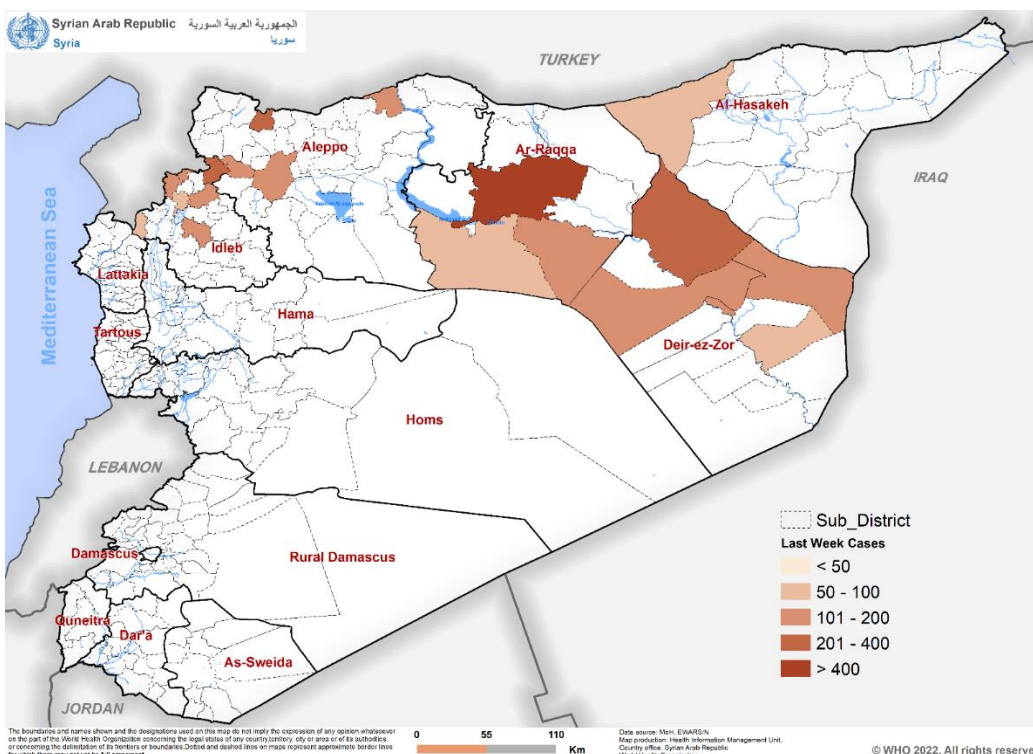 Syrian Arab Republic الجمهورية العربية السورية
Syria سوريا
TURKEY
Al-Hasakeh
Aleppo
Ar-Raqqa
IRAQ
Mediterranean Sea
Idleb
Lattakia
Hama
Tartous
Deir-ez-Zor
Homs
LEBANON
Sub_District
Last Week Cases
< 50
50 - 100
101 - 200
201 - 400
> 400
Damascus
Rural Damascus
Quneitra
Dar'a
As-Sweida
JORDAN
The boundaries and names shown and the designations used on this map do not imply the expression of any opinion whatsoever
on the part of the World Health Organization concerning the legal status of any country,territory, city or area or of its authorities,
or concerning the delimitation of its frontiers or boundaries.Dotted and dashed lines on maps represent approximate border lines
0 55 110
Km
Data source: MoH, EWARS/N
Map production: Health Information Management Unit,
Country office, Syrian Arab Republic
© WHO 2022. All rights reserv